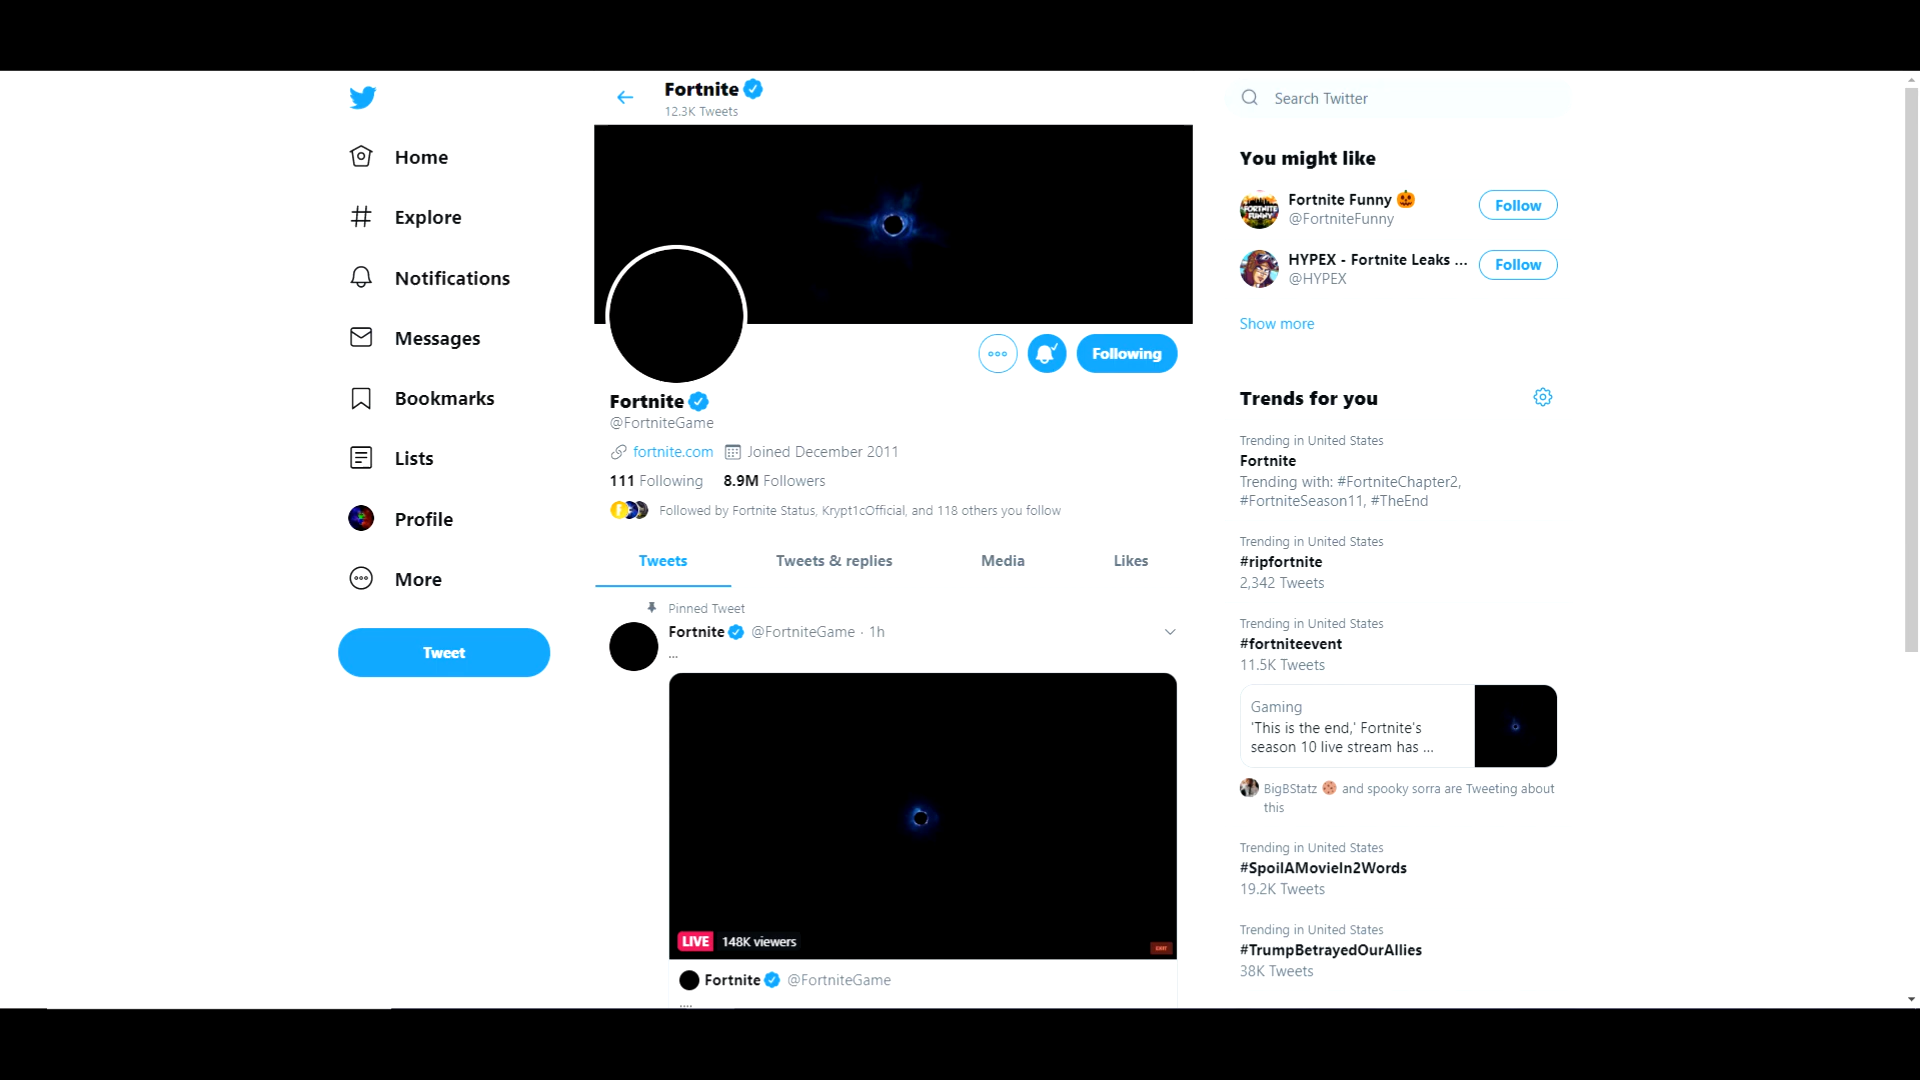 Home
Explore
Notifications
Messages
Bookmarks
Lists
Profile
More
Tweet
Fortnite
12.3K Tweets
Following
Fortnite
@FortniteGame
fortnite.com Joined December 2011
111 Following 8.9M Followers
Followed by Fortnite Status, Krypt1cOfficial, and 118 others you follow
Tweets Tweets & replies Media Likes
Pinned Tweet
Fortnite @FortniteGame · 1h
...
LIVE 148K viewers
Fortnite @FortniteGame
....
Search Twitter
You might like
Fortnite Funny 🎃
@FortniteFunny
Follow
HYPEX - Fortnite Leaks ...
@HYPEX
Follow
Show more
Trends for you
Trending in United States
Fortnite
Trending with: #FortniteChapter2,
#FortniteSeason11, #TheEnd
Trending in United States
#ripfortnite
2,342 Tweets
Trending in United States
#fortniteevent
11.5K Tweets
Gaming
'This is the end,' Fortnite's
season 10 live stream has ...
BigBStatz 🍪 and spooky sorra are Tweeting about
this
Trending in United States
#SpoilAMovieIn2Words
19.2K Tweets
Trending in United States
#TrumpBetrayedOurAllies
38K Tweets